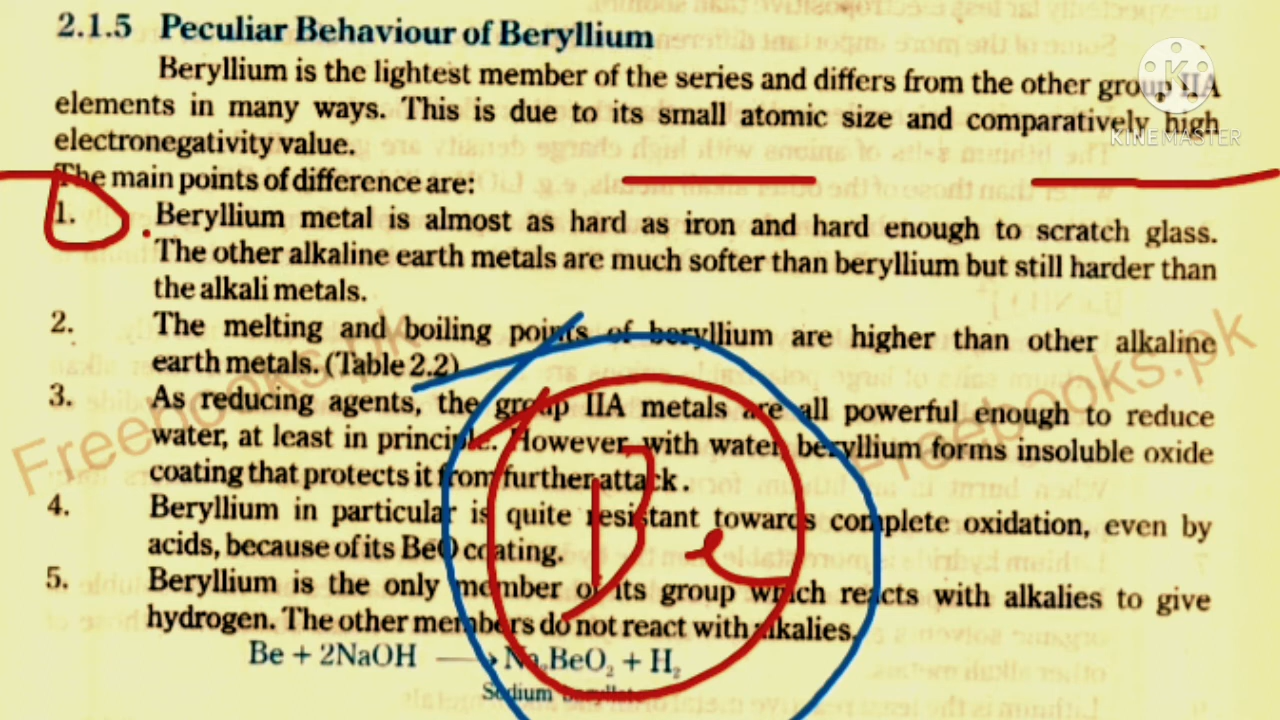 2.1.5 Peculiar Behaviour of Beryllium
Beryllium is the lightest member of the series and differs from the other group IIA
elements in many ways. This is due to its small atomic size and comparatively high
electronegativity value.
The main points of difference are:
1. Beryllium metal is almost as hard as iron and hard enough to scratch glass.
The other alkaline earth metals are much softer than beryllium but still harder than
the alkali metals.
2. The melting and boiling points of beryllium are higher than other alkaline
earth metals. (Table 2.2)
3. As reducing agents, the group IIA metals are all powerful enough to reduce
water, at least in principle. However, with water beryllium forms insoluble oxide
coating that protects it from further attack.
4. Beryllium in particular is quite resistant towards complete oxidation, even by
acids, because of its BeO coating.
5. Beryllium is the only member of its group which reacts with alkalies to give
hydrogen. The other members do not react with alkalies.
Be + 2NaOH → Na₂BeO₂ + H₂
Sodium beryllate
Be
KINEMASTER
Freebooks.pk
Freebooks.pk